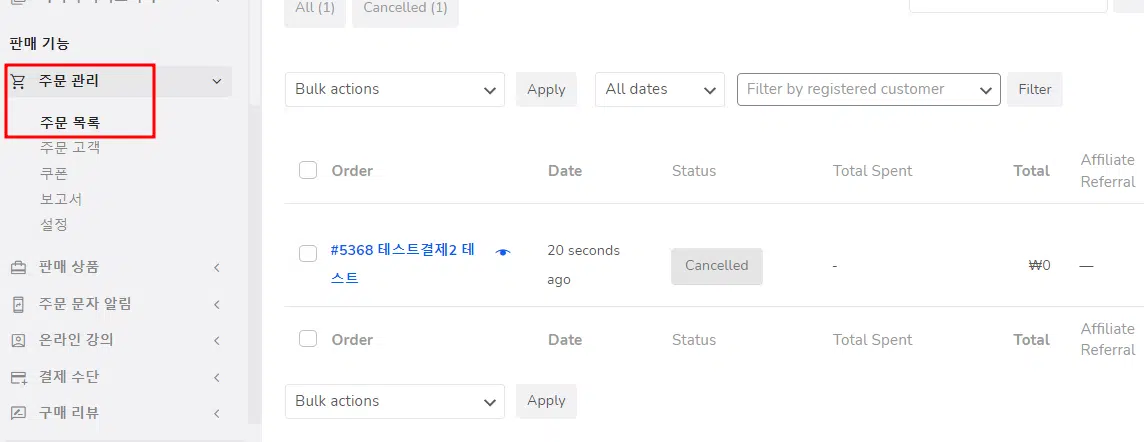 All (1)
Cancelled (1)
판매 기능
주문 관리
주문 목록
주문 고객
쿠폰
보고서
설정
판매 상품
주문 문자 알림
온라인 강의
결제 수단
구매 리뷰
Bulk actions
Apply
All dates
Filter by registered customer
Filter
Order
Date
Status
Total Spent
Total
Affiliate
Referral
#5368 테스트결제2 테
스트
20 seconds
ago
Cancelled
-
₩0
—
Order
Date
Status
Total Spent
Total
Affiliate
Referral
Bulk actions
Apply